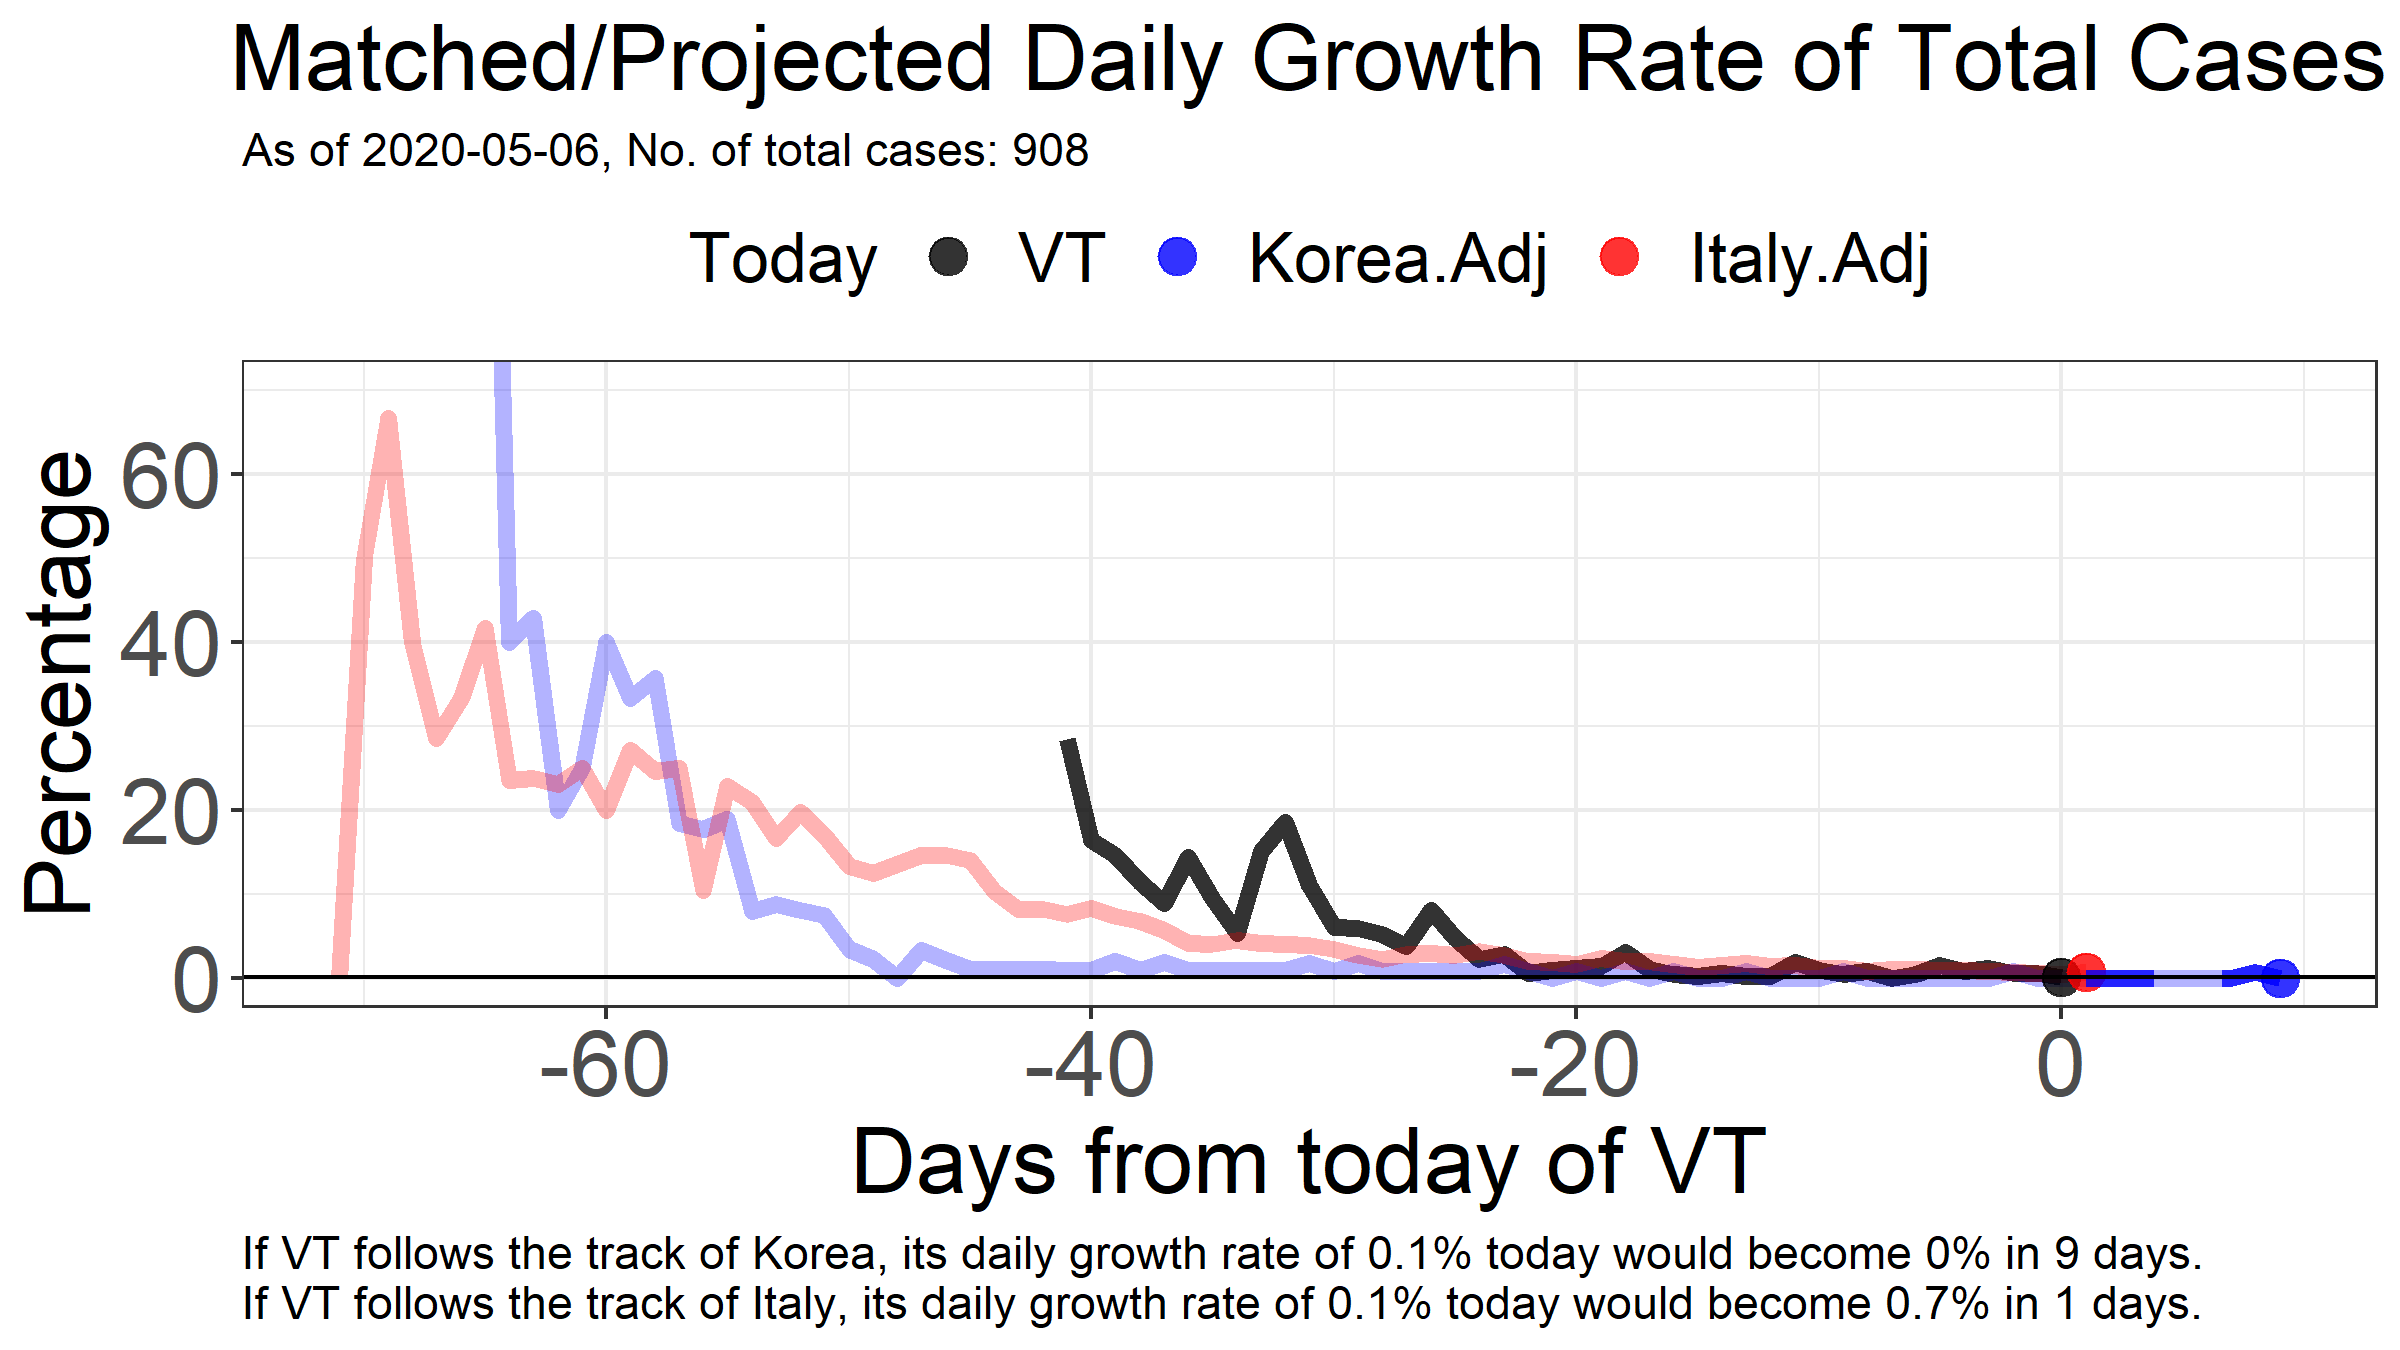 Matched/Projected Daily Growth Rate of Total Cases
As of 2020-05-06, No. of total cases: 908
Today VT Korea.Adj Italy.Adj
Percentage
60
40
20
0
-60 -40 -20 0
Days from today of VT
If VT follows the track of Korea, its daily growth rate of 0.1% today would become 0% in 9 days.
If VT follows the track of Italy, its daily growth rate of 0.1% today would become 0.7% in 1 days.